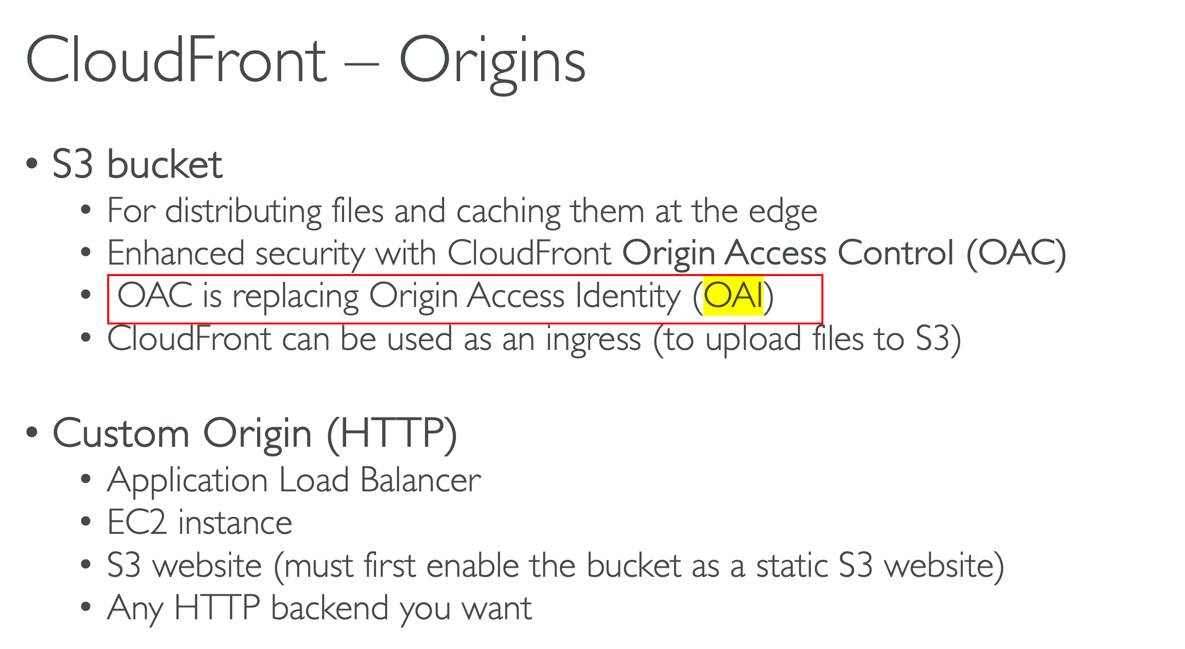 CloudFront – Origins
• S3 bucket
• For distributing files and caching them at the edge
• Enhanced security with CloudFront Origin Access Control (OAC)
• OAC is replacing Origin Access Identity (OAI)
• CloudFront can be used as an ingress (to upload files to S3)
• Custom Origin (HTTP)
• Application Load Balancer
• EC2 instance
• S3 website (must first enable the bucket as a static S3 website)
• Any HTTP backend you want